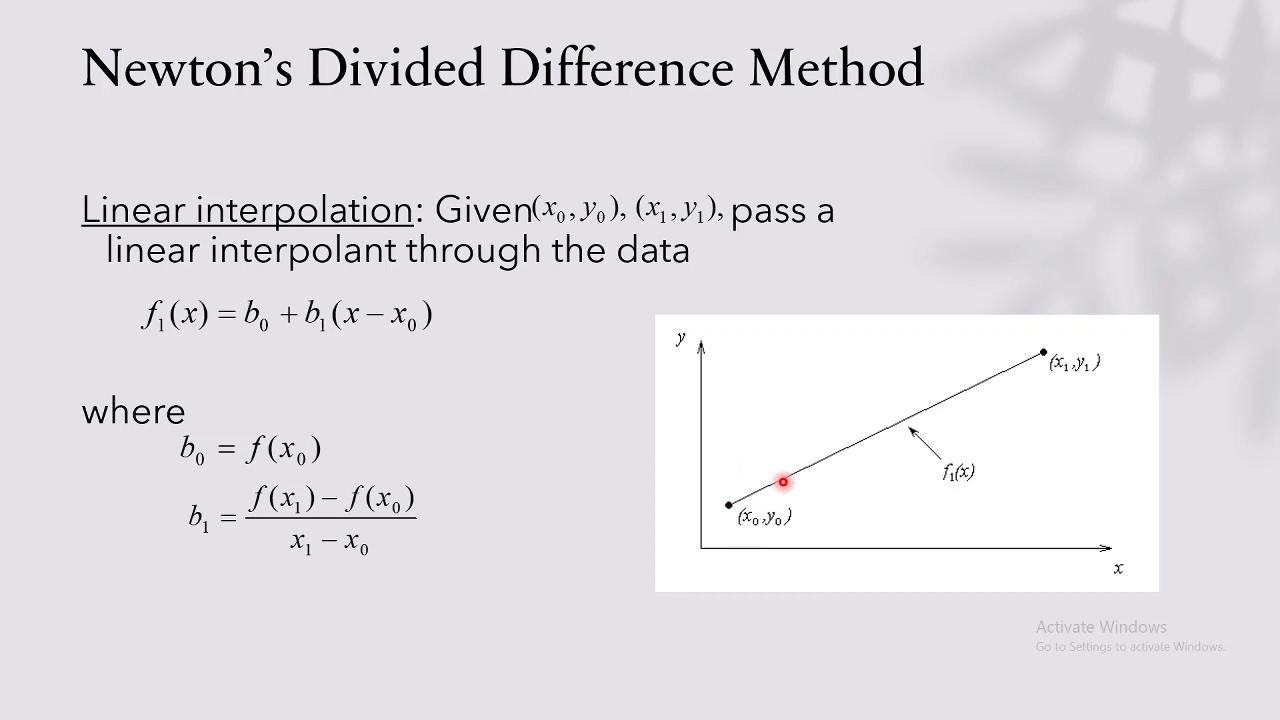 Newton’s Divided Difference Method
Linear interpolation: Given (x₀, y₀), (x₁, y₁), pass a
linear interpolant through the data
f₁(x) = b₀ + b₁(x − x₀)
where
b₀ = f(x₀)
b₁ = f(x₁) − f(x₀)
x₁ − x₀
y
(x₁,y₁)
f₁(x)
(x₀,y₀)
x
Activate Windows
Go to Settings to activate Windows.